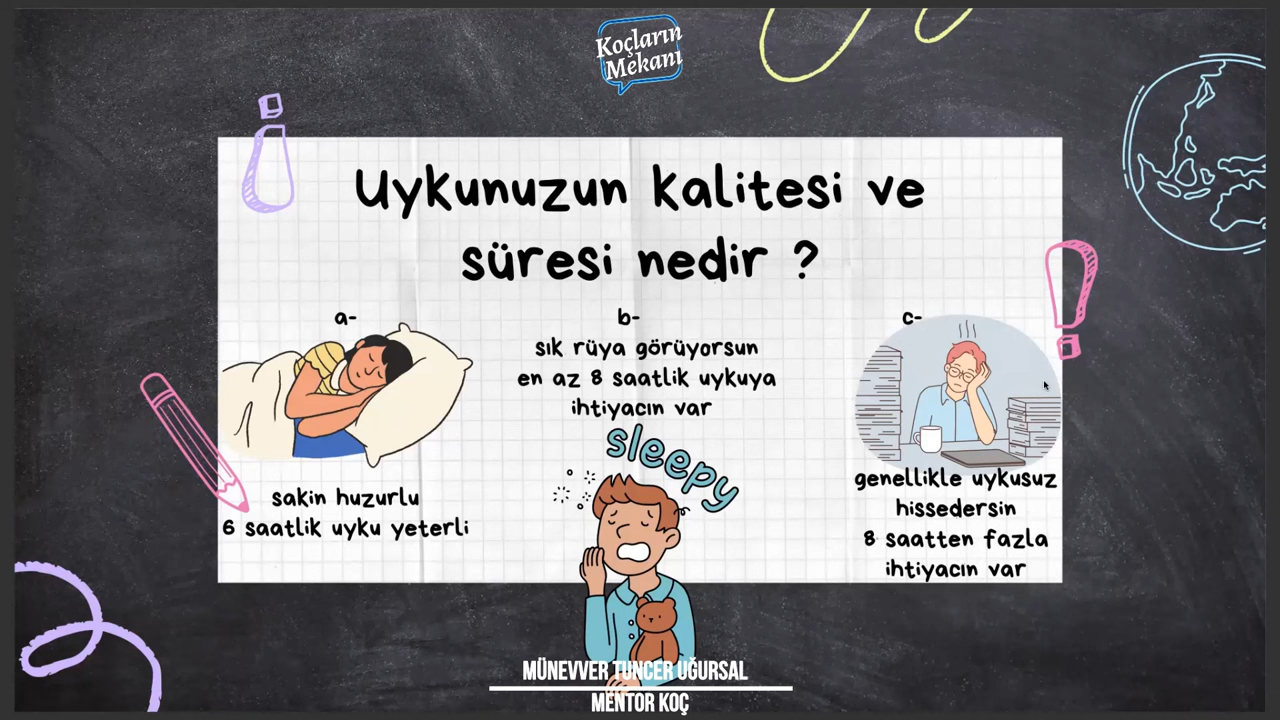 Koçların
Mekanı
Uykunuzun kalitesi ve
süresi nedir ?
a-
sakin huzurlu
6 saatlik uyku yeterli
b-
sık rüya görüyorsun
en az 8 saatlik uykuya
ihtiyacın var
sleepy
c-
genellikle uykusuz
hissedersin
8 saatten fazla
ihtiyacın var
MÜNEVVER TUNCER UĞURSAL
MENTOR KOÇ